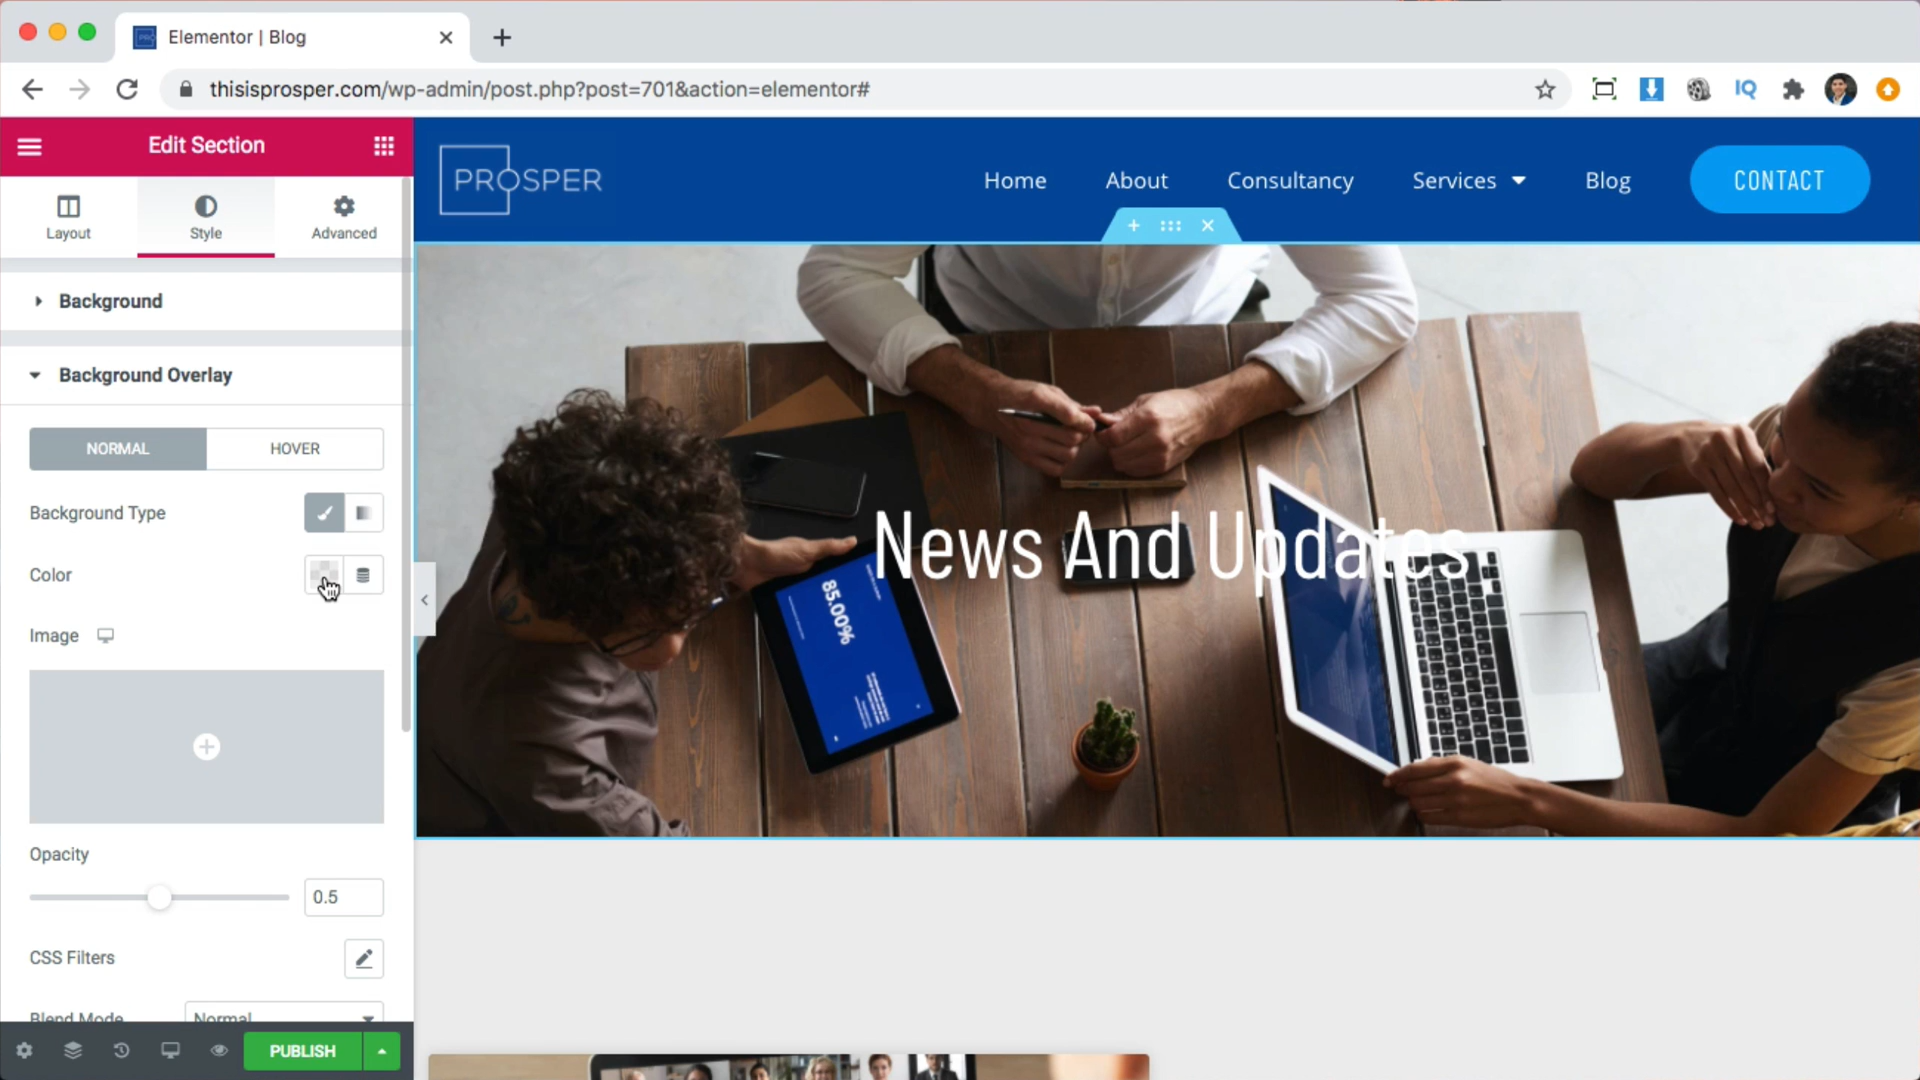 Elementor | Blog
thisisprosper.com/wp-admin/post.php?post=701&action=elementor#
IQ
Edit Section
Layout
Style
Advanced
Background
Background Overlay
NORMAL
HOVER
Background Type
Color
Image
Opacity
0.5
CSS Filters
Blend Mode
Normal
PUBLISH
PROSPER
Home
About
Consultancy
Services
Blog
CONTACT
85.00%
News And Updates